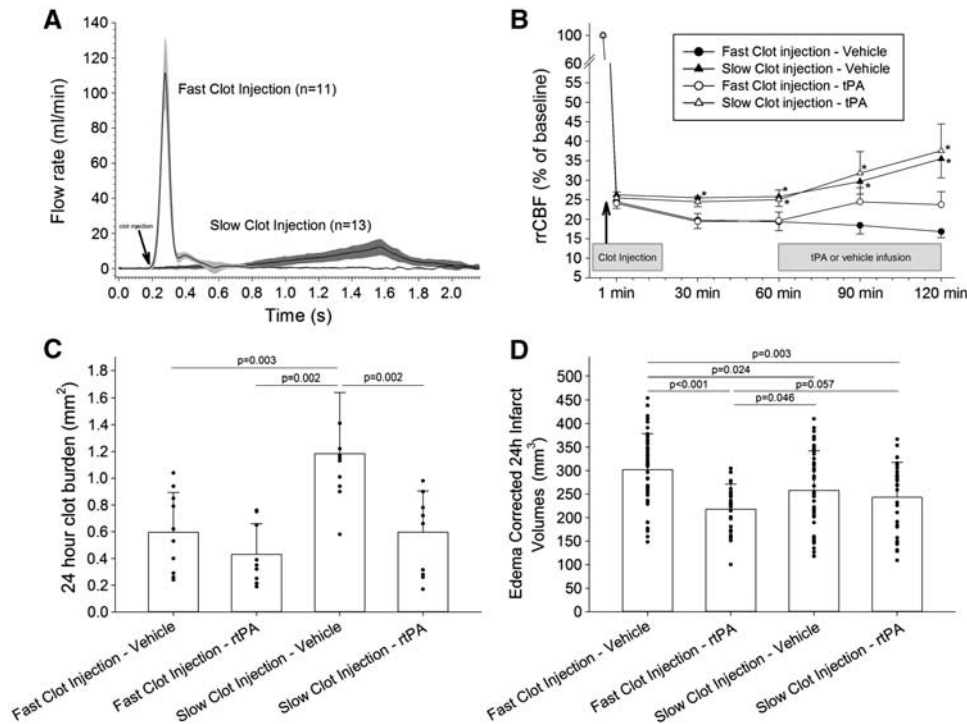 A
Flow rate (ml/min)
140
120
100
80
60
40
20
0
Fast Clot Injection (n=11)
Slow Clot Injection (n=13)
clot injection
0.0 0.2 0.4 0.6 0.8 1.0 1.2 1.4 1.6 1.8 2.0
Time (s)
B
rrCBF (% of baseline)
100
50
45
40
35
30
25
20
15
10
5
Fast Clot injection - Vehicle
Slow Clot injection - Vehicle
Fast Clot injection - tPA
Slow Clot injection - tPA
* * * * * * * *
Clot Injection
tPA or vehicle infusion
1 min 30 min 60 min 90 min 120 min
C
24 hour clot burden (mm²)
1.8
1.6
1.4
1.2
1.0
0.8
0.6
0.4
0.2
0.0
p=0.003
p=0.002 p=0.002
Fast Clot Injection - Vehicle
Fast Clot Injection - rtPA
Slow Clot Injection - Vehicle
Slow Clot Injection - rtPA
D
Edema Corrected 24h Infarct
Volumes (mm³)
500
450
400
350
300
250
200
150
100
50
0
p=0.003
p=0.024
p<0.001 p=0.057
p=0.046
Fast Clot Injection - Vehicle
Fast Clot Injection - rtPA
Slow Clot Injection - Vehicle
Slow Clot Injection - rtPA